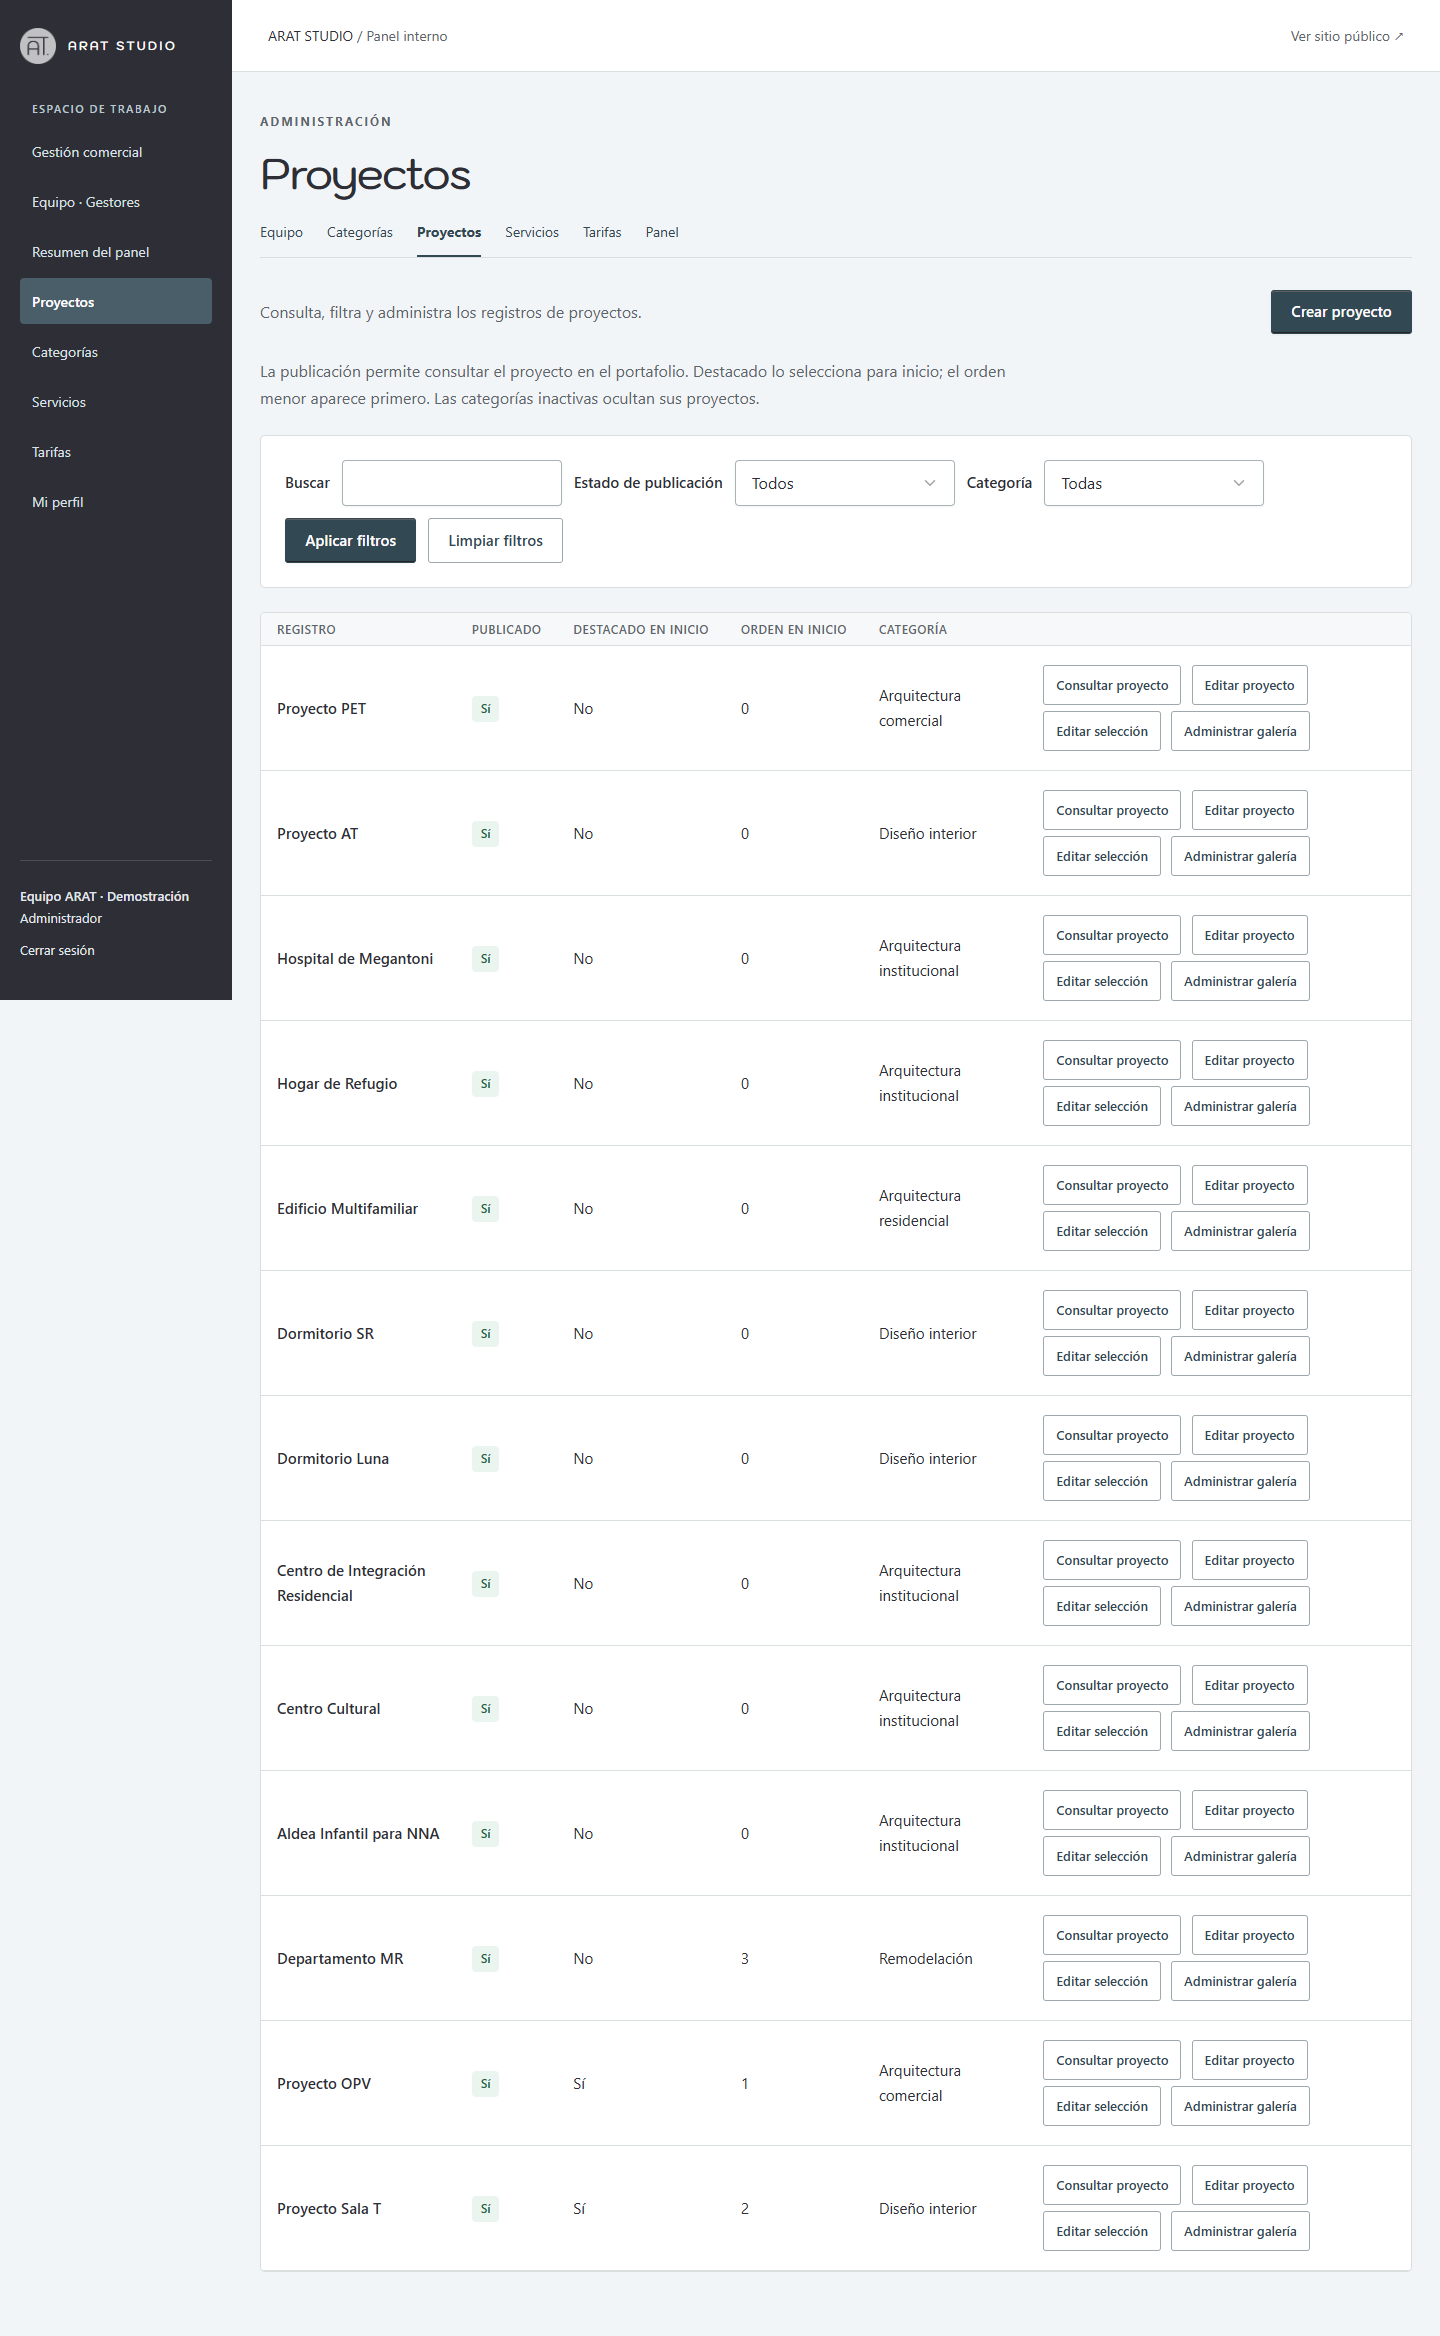 AT.
ARAT STUDIO
ESPACIO DE TRABAJO
Gestión comercial
Equipo · Gestores
Resumen del panel
Proyectos
Categorías
Servicios
Tarifas
Mi perfil
Equipo ARAT · Demostración
Administrador
Cerrar sesión
ARAT STUDIO / Panel interno
Ver sitio público ↗
ADMINISTRACIÓN
Proyectos
Equipo Categorías Proyectos Servicios Tarifas Panel
Consulta, filtra y administra los registros de proyectos.
Crear proyecto
La publicación permite consultar el proyecto en el portafolio. Destacado lo selecciona para inicio; el orden
menor aparece primero. Las categorías inactivas ocultan sus proyectos.
Buscar Estado de publicación Todos Categoría Todas
Aplicar filtros Limpiar filtros
REGISTRO PUBLICADO DESTACADO EN INICIO ORDEN EN INICIO CATEGORÍA
Proyecto PET Sí No 0 Arquitectura
comercial
Consultar proyecto Editar proyecto
Editar selección Administrar galería
Proyecto AT Sí No 0 Diseño interior
Consultar proyecto Editar proyecto
Editar selección Administrar galería
Hospital de Megantoni Sí No 0 Arquitectura
institucional
Consultar proyecto Editar proyecto
Editar selección Administrar galería
Hogar de Refugio Sí No 0 Arquitectura
institucional
Consultar proyecto Editar proyecto
Editar selección Administrar galería
Edificio Multifamiliar Sí No 0 Arquitectura
residencial
Consultar proyecto Editar proyecto
Editar selección Administrar galería
Dormitorio SR Sí No 0 Diseño interior
Consultar proyecto Editar proyecto
Editar selección Administrar galería
Dormitorio Luna Sí No 0 Diseño interior
Consultar proyecto Editar proyecto
Editar selección Administrar galería
Centro de Integración
Residencial
Sí No 0 Arquitectura
institucional
Consultar proyecto Editar proyecto
Editar selección Administrar galería
Centro Cultural Sí No 0 Arquitectura
institucional
Consultar proyecto Editar proyecto
Editar selección Administrar galería
Aldea Infantil para NNA Sí No 0 Arquitectura
institucional
Consultar proyecto Editar proyecto
Editar selección Administrar galería
Departamento MR Sí No 3 Remodelación
Consultar proyecto Editar proyecto
Editar selección Administrar galería
Proyecto OPV Sí Sí 1 Arquitectura
comercial
Consultar proyecto Editar proyecto
Editar selección Administrar galería
Proyecto Sala T Sí Sí 2 Diseño interior
Consultar proyecto Editar proyecto
Editar selección Administrar galería